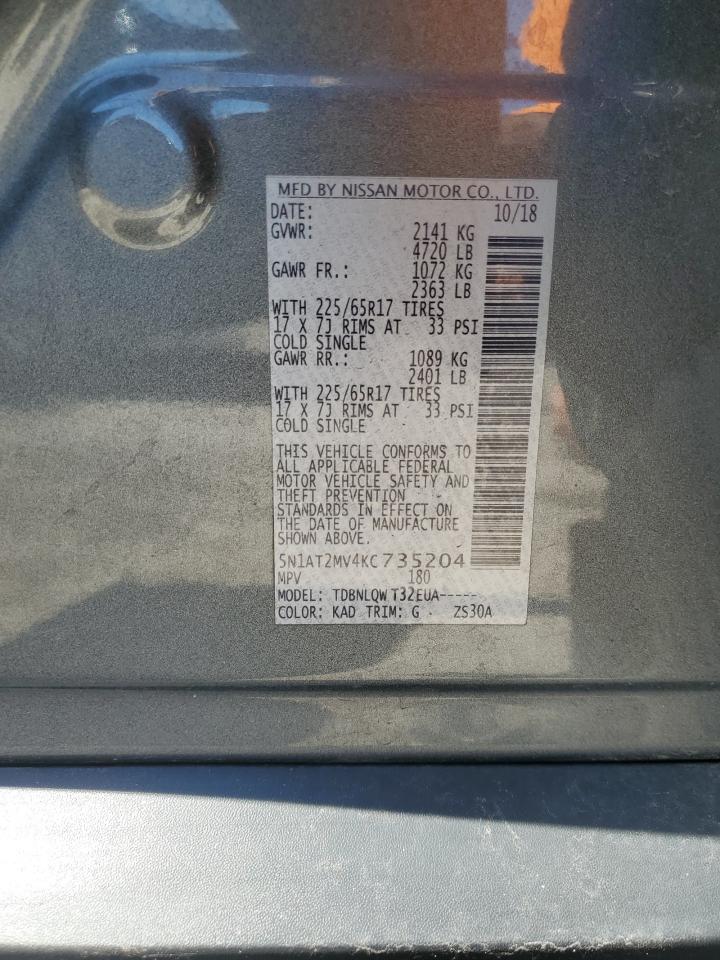 MFD BY NISSAN MOTOR CO., LTD.
DATE: 10/18
GVWR: 2141 KG
4720 LB
GAWR FR.: 1072 KG
2363 LB
WITH 225/65R17 TIRES
17 X 7J RIMS AT 33 PSI
COLD SINGLE
GAWR RR.: 1089 KG
2401 LB
WITH 225/65R17 TIRES
17 X 7J RIMS AT 33 PSI
COLD SINGLE
THIS VEHICLE CONFORMS TO
ALL APPLICABLE FEDERAL
MOTOR VEHICLE SAFETY AND
THEFT PREVENTION
STANDARDS IN EFFECT ON
THE DATE OF MANUFACTURE
SHOWN ABOVE.
5N1AT2MV4KC735204
MPV 180
MODEL: TDBNLQW T32EUA-----
COLOR: KAD TRIM: G ZS30A